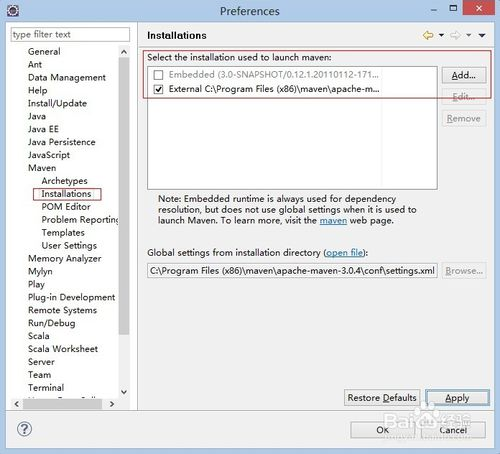 Preferences
type filter text
Installations
General
Ant
Data Management
Help
Install/Update
Java
Java EE
Java Persistence
JavaScript
Maven
Archetypes
Installations
POM Editor
Problem Reporting
Templates
User Settings
Memory Analyzer
Mylyn
Play
Plug-in Development
Run/Debug
Scala
Scala Worksheet
Server
Team
Terminal
Select the installation used to launch maven:
Embedded (3.0-SNAPSHOT/0.12.1.20110112-171...
External C:\Program Files (x86)\maven\apache-m...
Add...
Edit...
Remove
Note: Embedded runtime is always used for dependency
resolution, but does not use global settings when it is used to
launch Maven. To learn more, visit the maven web page.
Global settings from installation directory (open file):
C:\Program Files (x86)\maven\apache-maven-3.0.4\conf\settings.xml
Browse...
Restore Defaults
Apply
OK
Cancel
Baidu 经验
jingyan.baidu.com